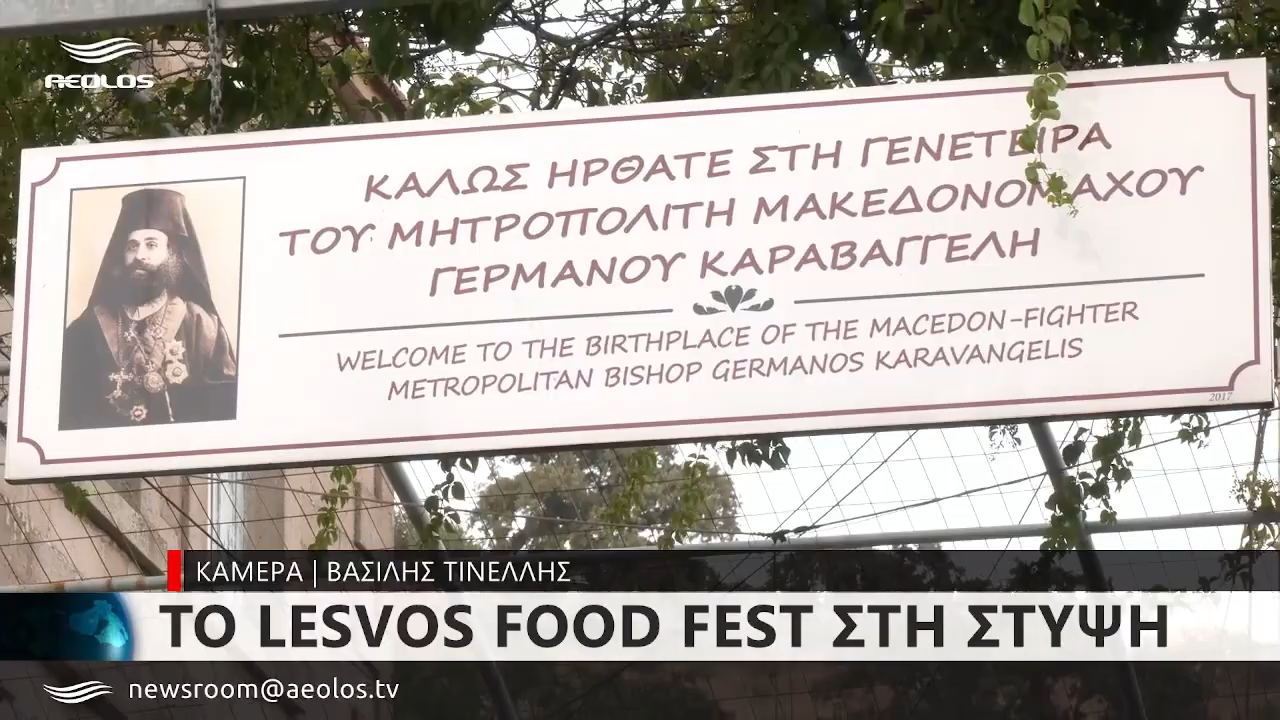 AEOLOS
ΚΑΛΩΣ ΗΡΘΑΤΕ ΣΤΗ ΓΕΝΕΤΕΙΡΑ
ΤΟΥ ΜΗΤΡΟΠΟΛΙΤΗ ΜΑΚΕΔΟΝΟΜΑΧΟΥ
ΓΕΡΜΑΝΟΥ ΚΑΡΑΒΑΓΓΕΛΗ
WELCOME TO THE BIRTHPLACE OF THE MACEDON-FIGHTER
METROPOLITAN BISHOP GERMANOS KARAVANGELIS
2017
ΚΑΜΕΡΑ | ΒΑΣΙΛΗΣ ΤΙΝΕΛΛΗΣ
ΤΟ LESVOS FOOD FEST ΣΤΗ ΣΤΥΨΗ
newsroom@aeolos.tv